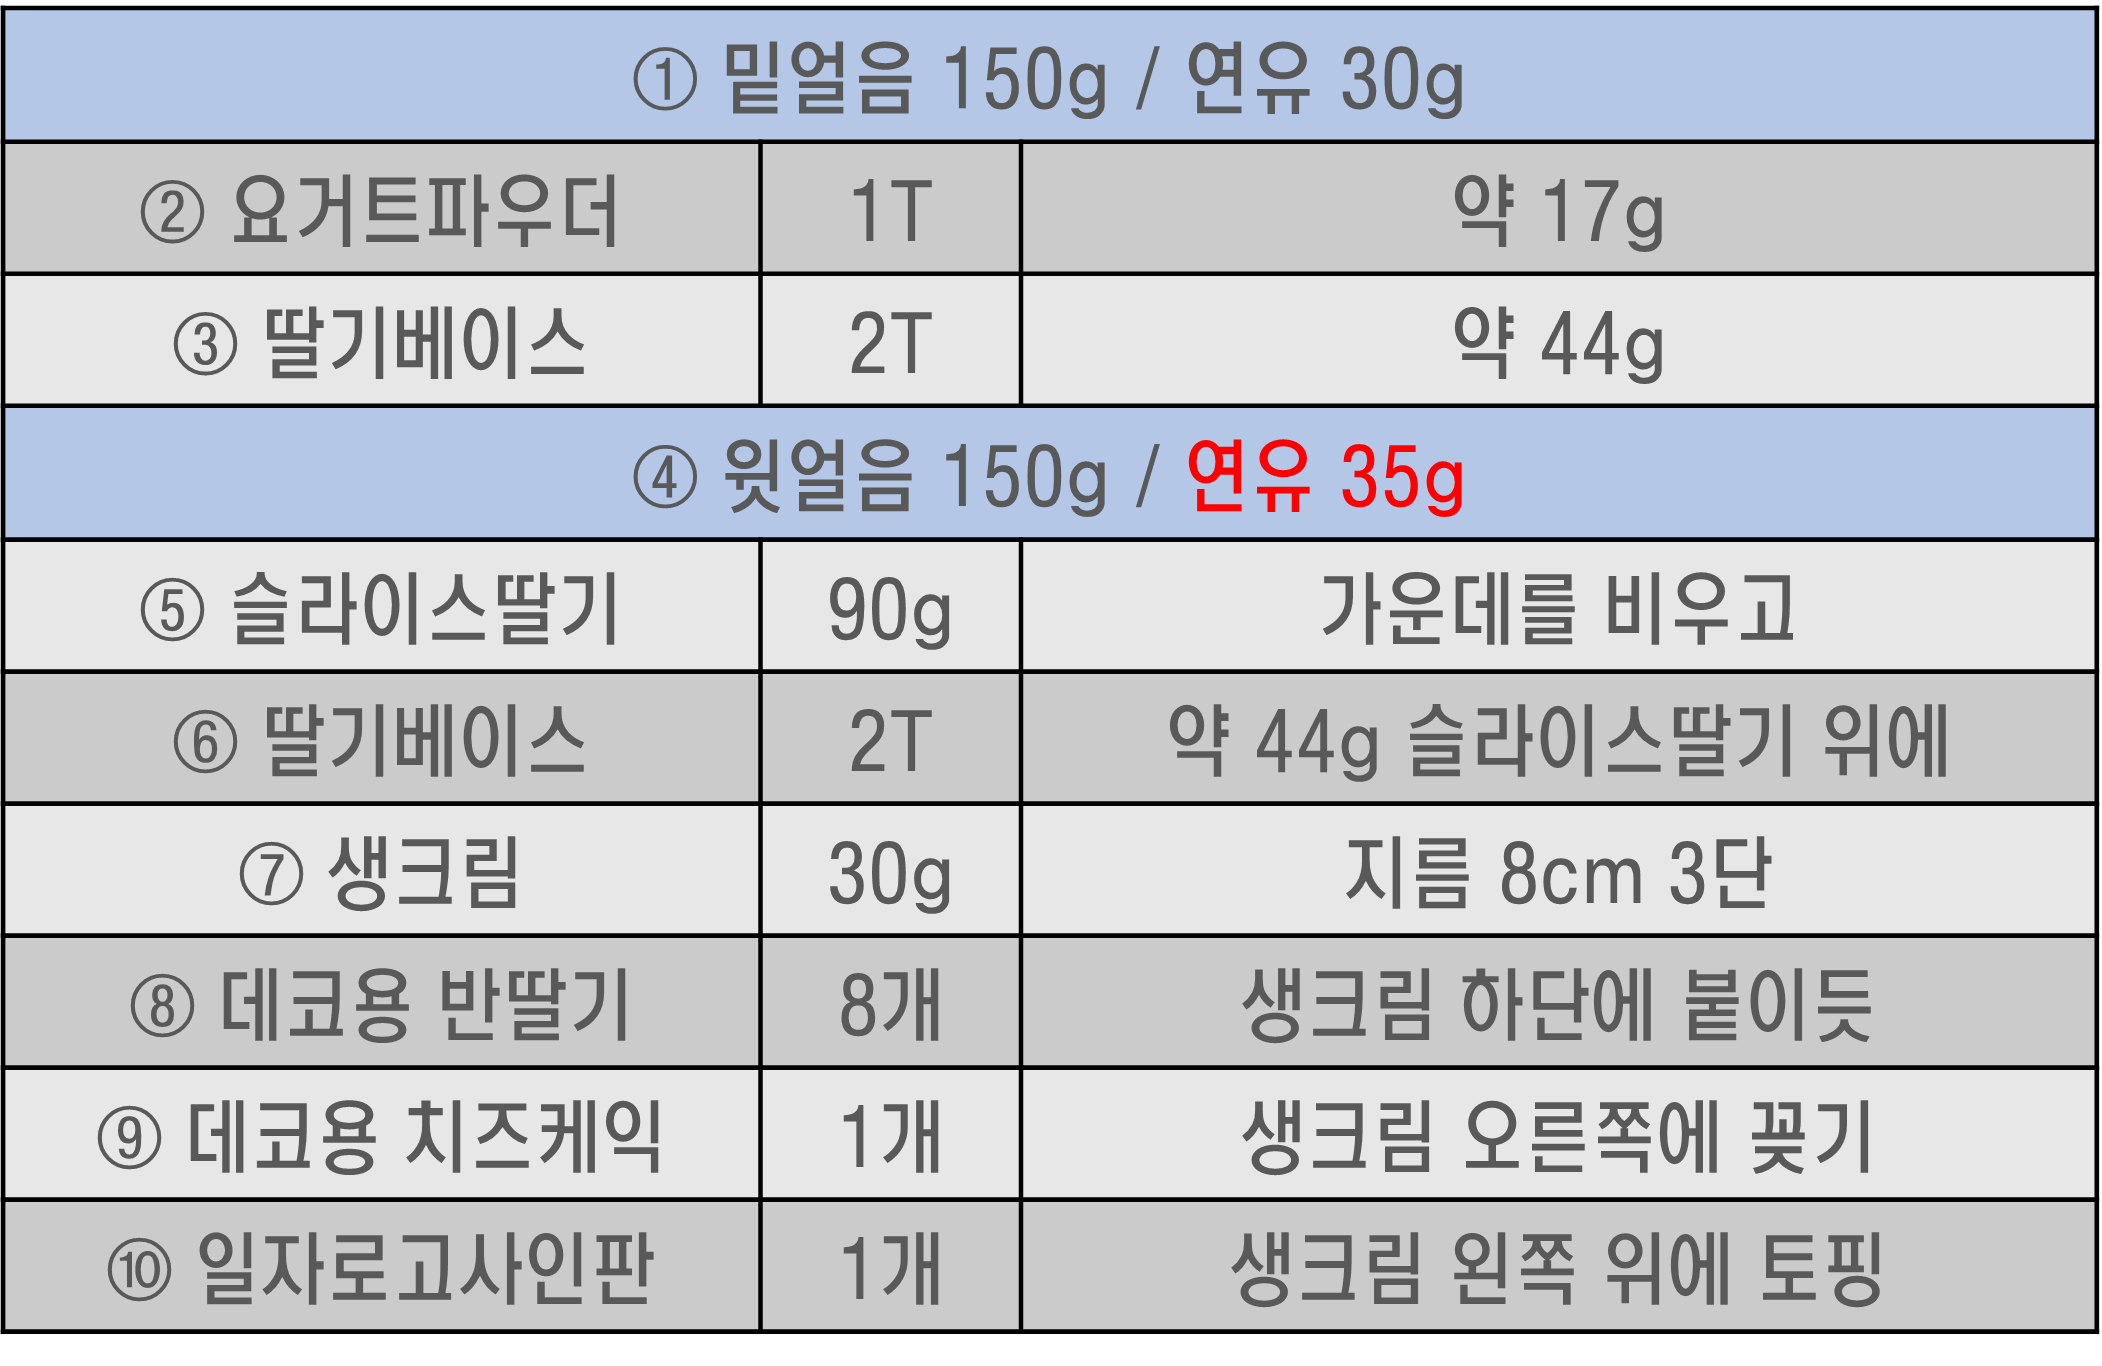 ① 밑얼음 150g / 연유 30g
② 요거트파우더 1T 약 17g
③ 딸기베이스 2T 약 44g
④ 윗얼음 150g / 연유 35g
⑤ 슬라이스딸기 90g 가운데를 비우고
⑥ 딸기베이스 2T 약 44g 슬라이스딸기 위에
⑦ 생크림 30g 지름 8cm 3단
⑧ 데코용 반딸기 8개 생크림 하단에 붙이듯
⑨ 데코용 치즈케익 1개 생크림 오른쪽에 꽂기
⑩ 일자로고사인판 1개 생크림 왼쪽 위에 토핑